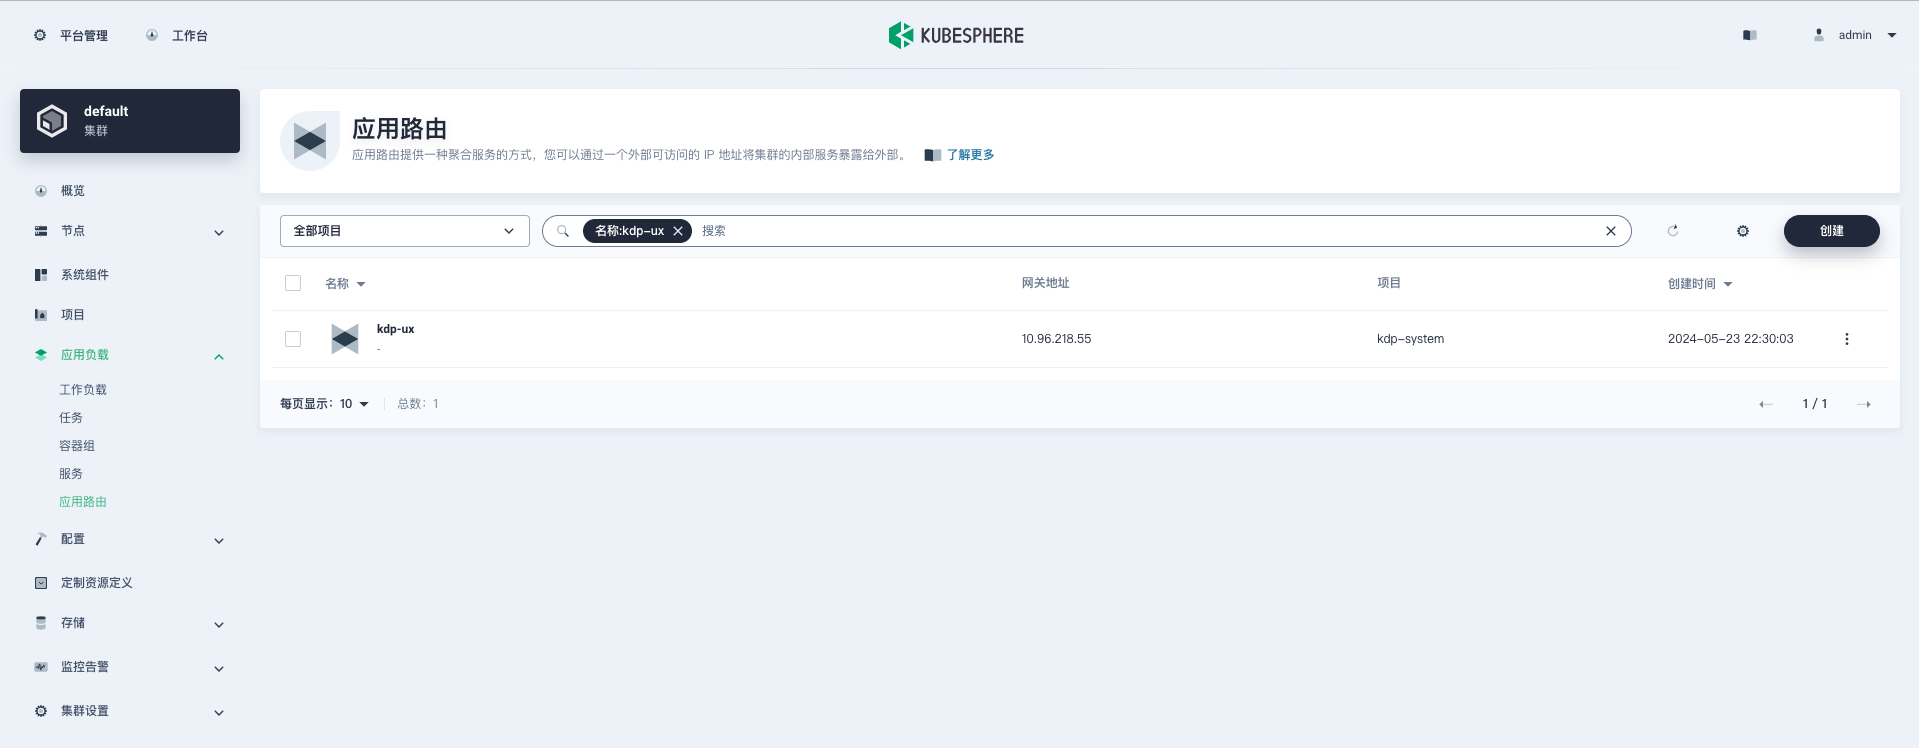 平台管理
工作台
KUBESPHERE
admin
default
集群
概览
节点
系统组件
项目
应用负载
工作负载
任务
容器组
服务
应用路由
配置
定制资源定义
存储
监控告警
集群设置
应用路由
应用路由提供一种聚合服务的方式，您可以通过一个外部可访问的 IP 地址将集群的内部服务暴露给外部。 了解更多
全部项目
名称:kdp-ux 搜索
创建
名称 网关地址 项目 创建时间
kdp-ux 10.96.218.55 kdp-system 2024-05-23 22:30:03
-
每页显示：10 总数：1
1 / 1